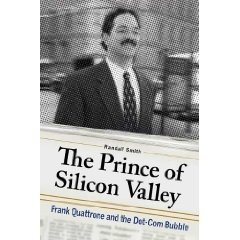 Randall Smith
The Prince of
Silicon Valley
Frank Quattrone and the Dot-Com Bubble